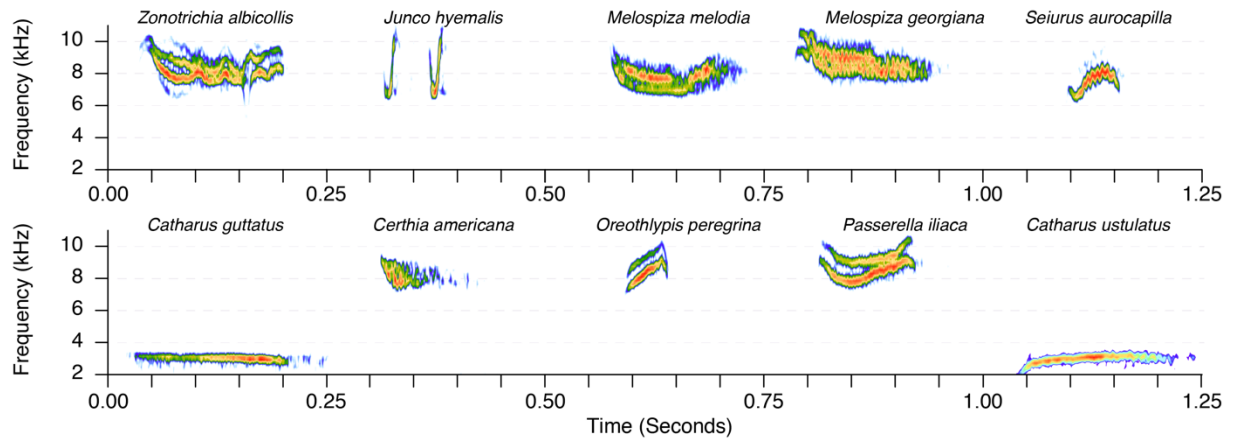 Zonotrichia albicollis Junco hyemalis Melospiza melodia Melospiza georgiana Seiurus aurocapilla
Frequency (kHz)
10
8
6
4
2
0.00 0.25 0.50 0.75 1.00 1.25
Catharus guttatus Certhia americana Oreothlypis peregrina Passerella iliaca Catharus ustulatus
Frequency (kHz)
10
8
6
4
2
0.00 0.25 0.50 0.75 1.00 1.25
Time (Seconds)